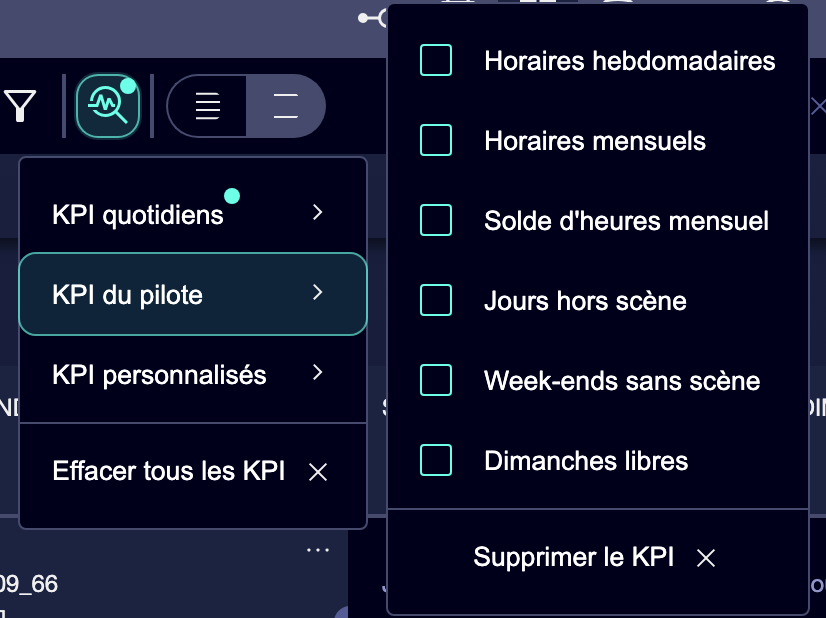 KPI quotidiens
KPI du pilote
KPI personnalisés
Effacer tous les KPI
Horaires hebdomadaires
Horaires mensuels
Solde d'heures mensuel
Jours hors scène
Week-ends sans scène
Dimanches libres
Supprimer le KPI
09_66